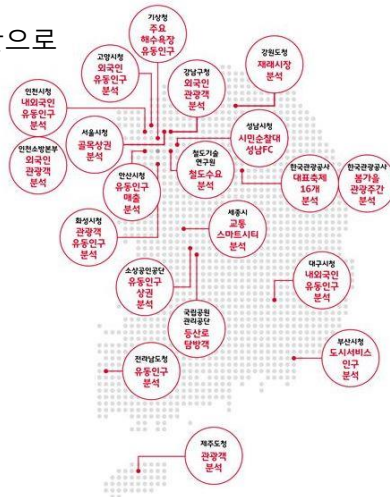 으로
기상청
주요
해수욕장
유동인구
고양시청
외국인
유동인구
분석
강남구청
외국인
관광객
분석
강원도청
재래시장
분석
인천시청
내외국인
유동인구
분석
서울시청
골목상권
분석
성남시청
시민순찰대
성남FC
인천소방본부
외국인
관광객
분석
안산시청
유동인구
매출
분석
철도기술
연구원
철도수요
분석
한국관광공사
대표축제
16개
분석
한국관광공사
봄가을
관광주간
분석
화성시청
관광객
유동인구
분석
세종시
교통
스마트시티
분석
소상공인공단
유동인구
상권
분석
국립공원
관리공단
등산로
탐방객
대구시청
내외국인
유동인구
분석
전라남도청
유동인구
분석
부산시청
도시서비스
인구
분석
제주도청
관광객
분석